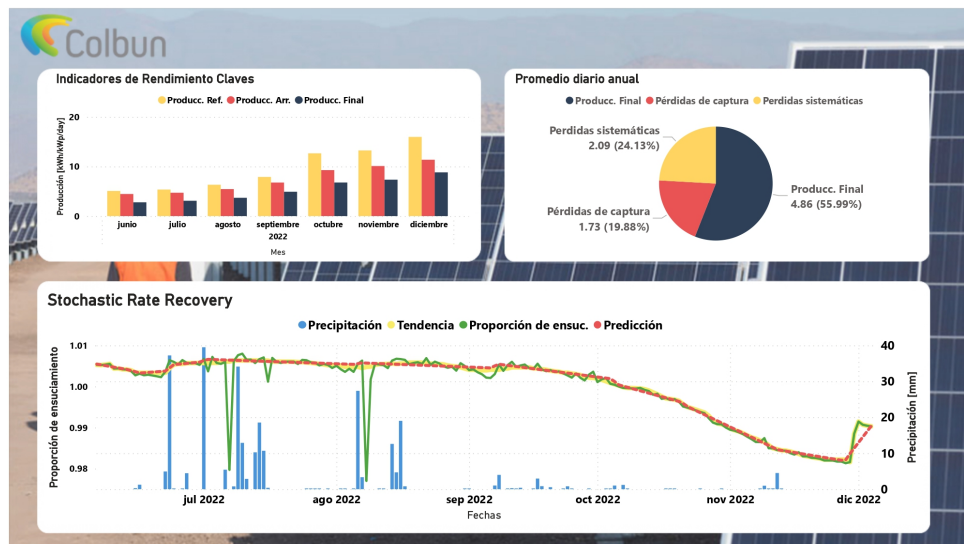 Colbun
Indicadores de Rendimiento Claves
Producc. Ref. Producc. Arr. Producc. Final
Producción [kWh/kWp/day]
20
10
0
junio julio agosto septiembre octubre noviembre diciembre
2022
Mes
Promedio diario anual
Producc. Final Pérdidas de captura Perdidas sistemáticas
Perdidas sistemáticas
2.09 (24.13%)
Pérdidas de captura
1.73 (19.88%)
Producc. Final
4.86 (55.99%)
Stochastic Rate Recovery
Precipitación Tendencia Proporción de ensuc. Predicción
Proporción de ensuciamiento
1.01
1.00
0.99
0.98
40
30
20
10
0
Precipitación [mm]
jul 2022 ago 2022 sep 2022 oct 2022 nov 2022 dic 2022
Fechas